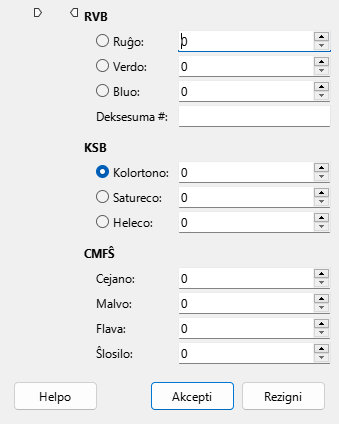 RVB
Ruĝo: 0
Verdo: 0
Bluo: 0
Deksesuma #:
KSB
Kolortono: 0
Satureco: 0
Heleco: 0
CMFŜ
Cejano: 0
Malvo: 0
Flava: 0
Ŝlosilo: 0
Helpo Akcepti Rezigni